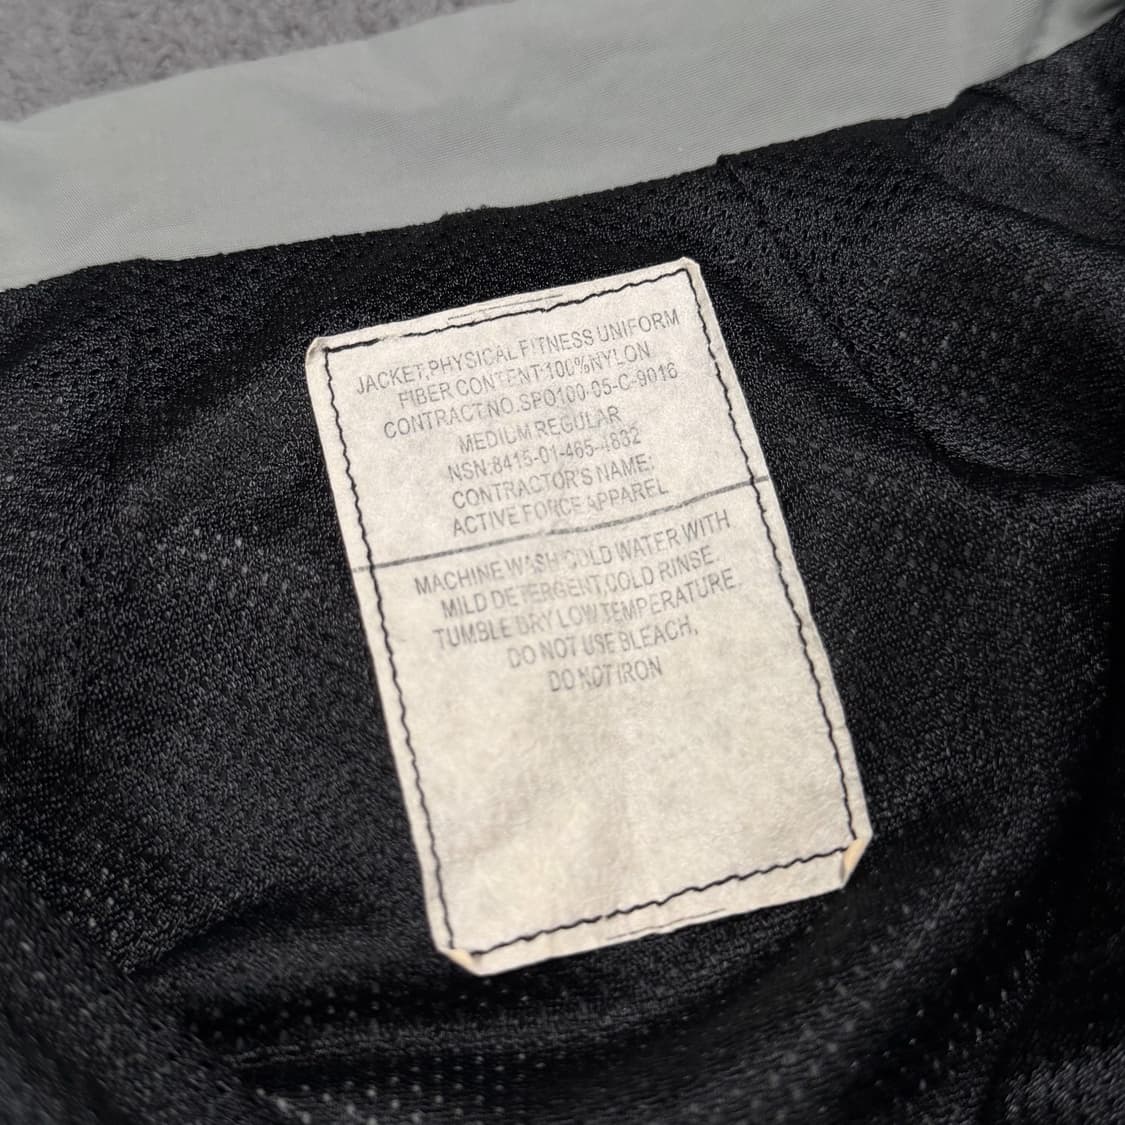 JACKET,PHYSICAL FITNESS UNIFORM
FIBER CONTENT:100%NYLON
CONTRACT NO.SPO100-05-C-9016
MEDIUM REGULAR
NSN:8415-01-465-4832
CONTRACTOR'S NAME:
ACTIVE FORCE APPAREL
MACHINE WASH COLD WATER WITH
MILD DETERGENT,COLD RINSE.
TUMBLE DRY LOW TEMPERATURE.
DO NOT USE BLEACH,
DO NOT IRON